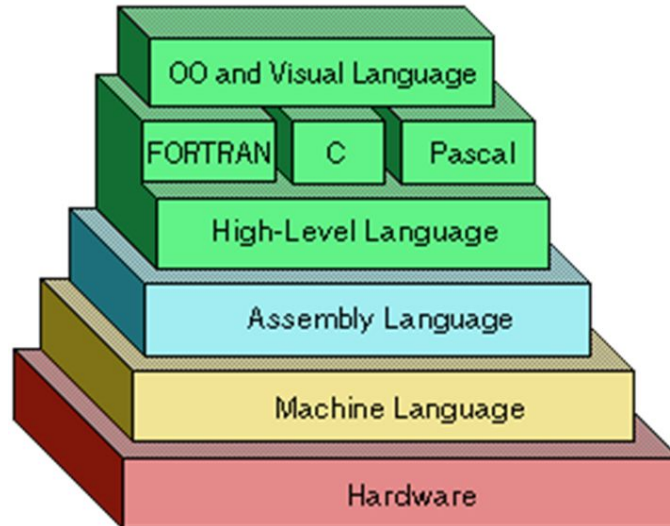 OO and Visual Language
FORTRAN C Pascal
High-Level Language
Assembly Language
Machine Language
Hardware